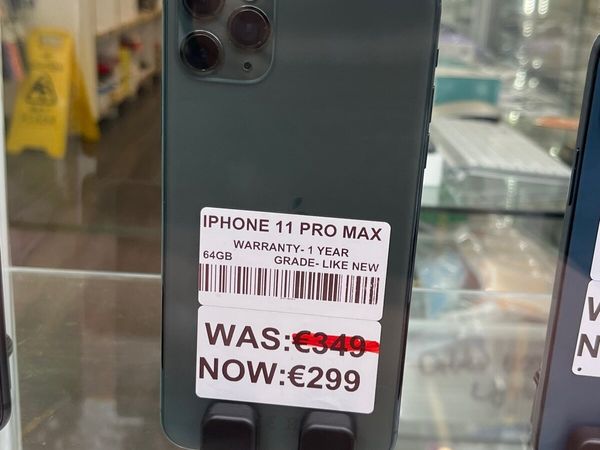 IPHONE 11 PRO MAX
WARRANTY- 1 YEAR
64GB GRADE- LIKE NEW
WAS:€349
NOW:€299